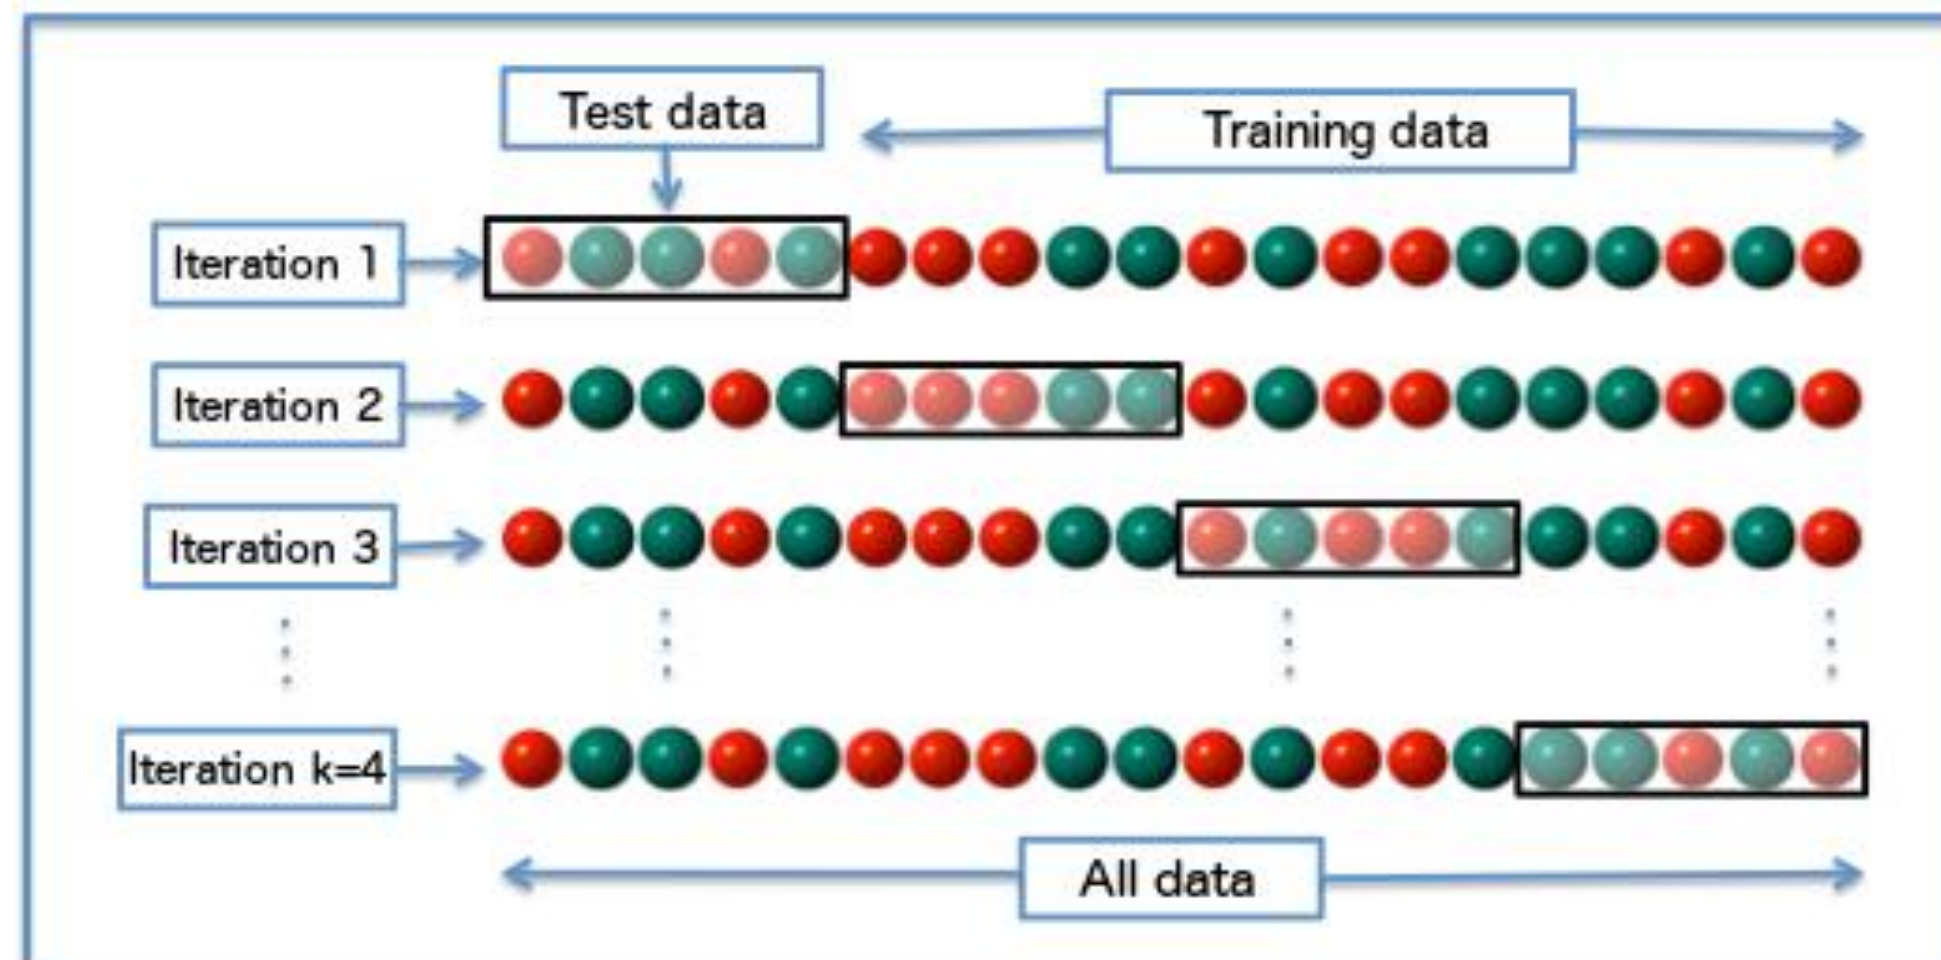 Test data
Training data
Iteration 1
Iteration 2
Iteration 3
Iteration k=4
All data